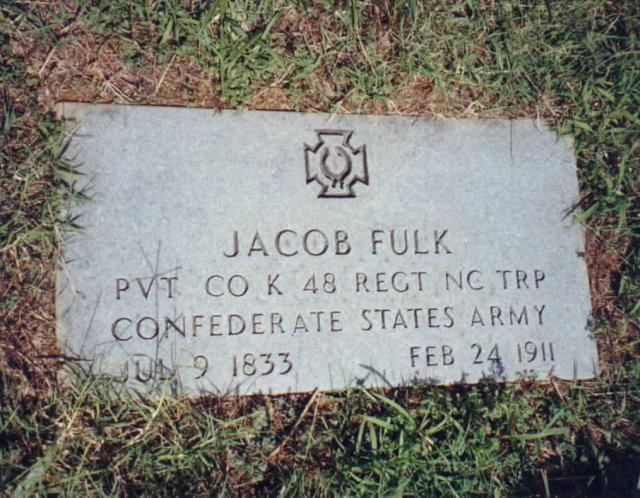 JACOB FULK
PVT CO K 48 REGT NC TRP
CONFEDERATE STATES ARMY
JUL 9 1833 FEB 24 1911